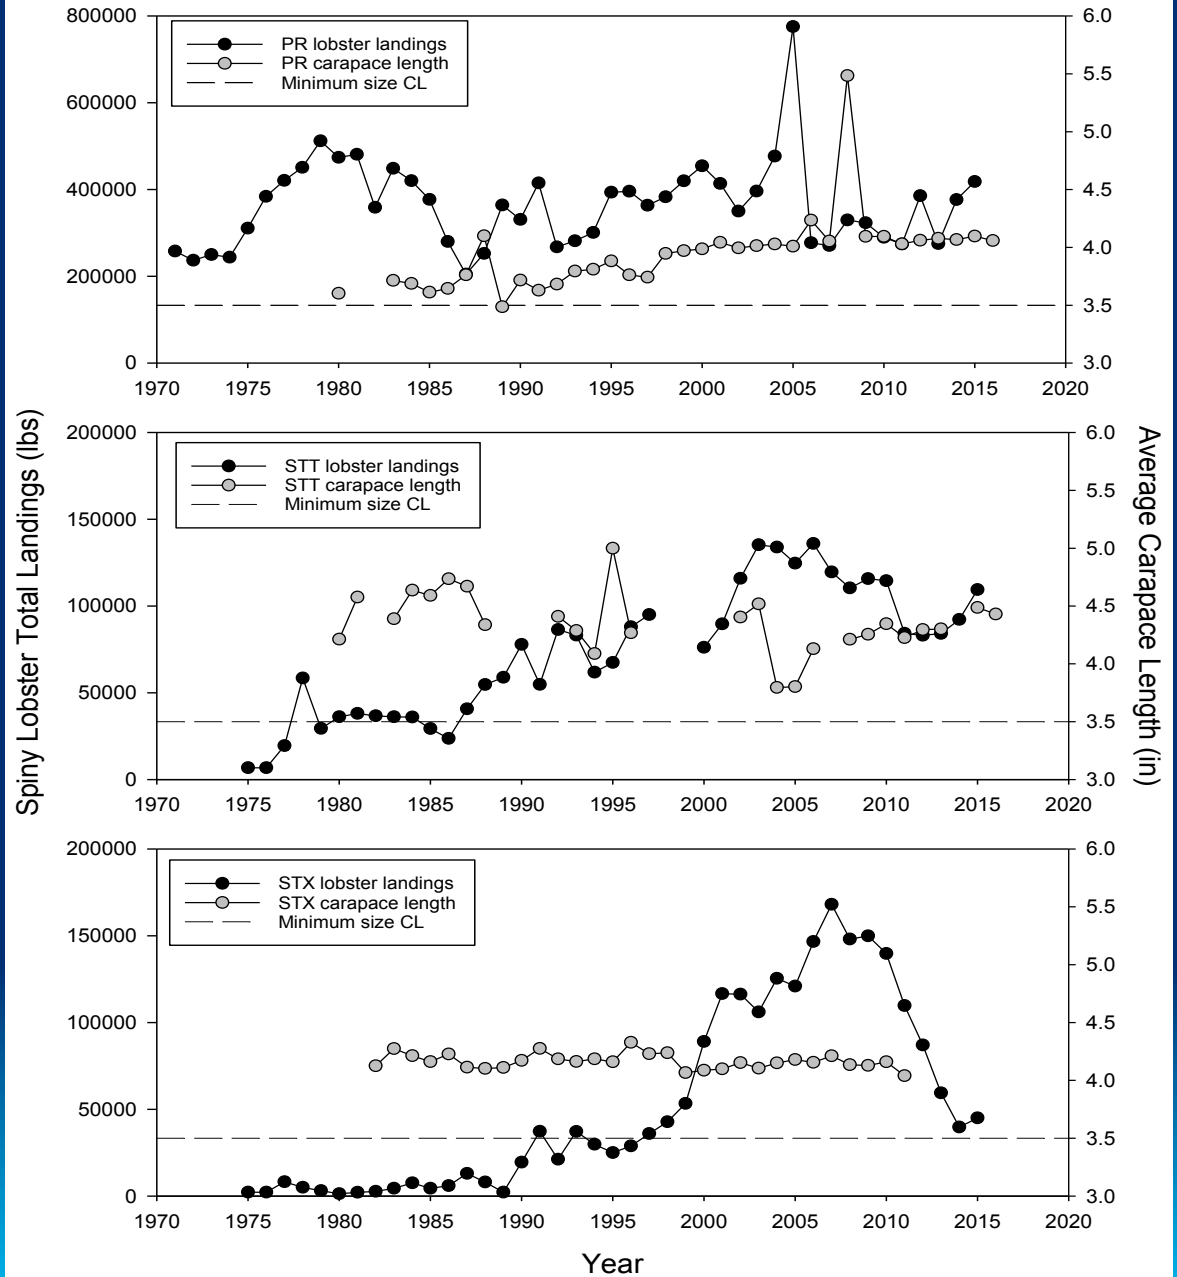 800000
600000
400000
200000
0
6.0
5.5
5.0
4.5
4.0
3.5
3.0
PR lobster landings
PR carapace length
Minimum size CL
1970 1975 1980 1985 1990 1995 2000 2005 2010 2015 2020
Spiny Lobster Total Landings (lbs)
Average Carapace Length (in)
200000
150000
100000
50000
0
6.0
5.5
5.0
4.5
4.0
3.5
3.0
STT lobster landings
STT carapace length
Minimum size CL
1970 1975 1980 1985 1990 1995 2000 2005 2010 2015 2020
200000
150000
100000
50000
0
6.0
5.5
5.0
4.5
4.0
3.5
3.0
STX lobster landings
STX carapace length
Minimum size CL
1970 1975 1980 1985 1990 1995 2000 2005 2010 2015 2020
Year